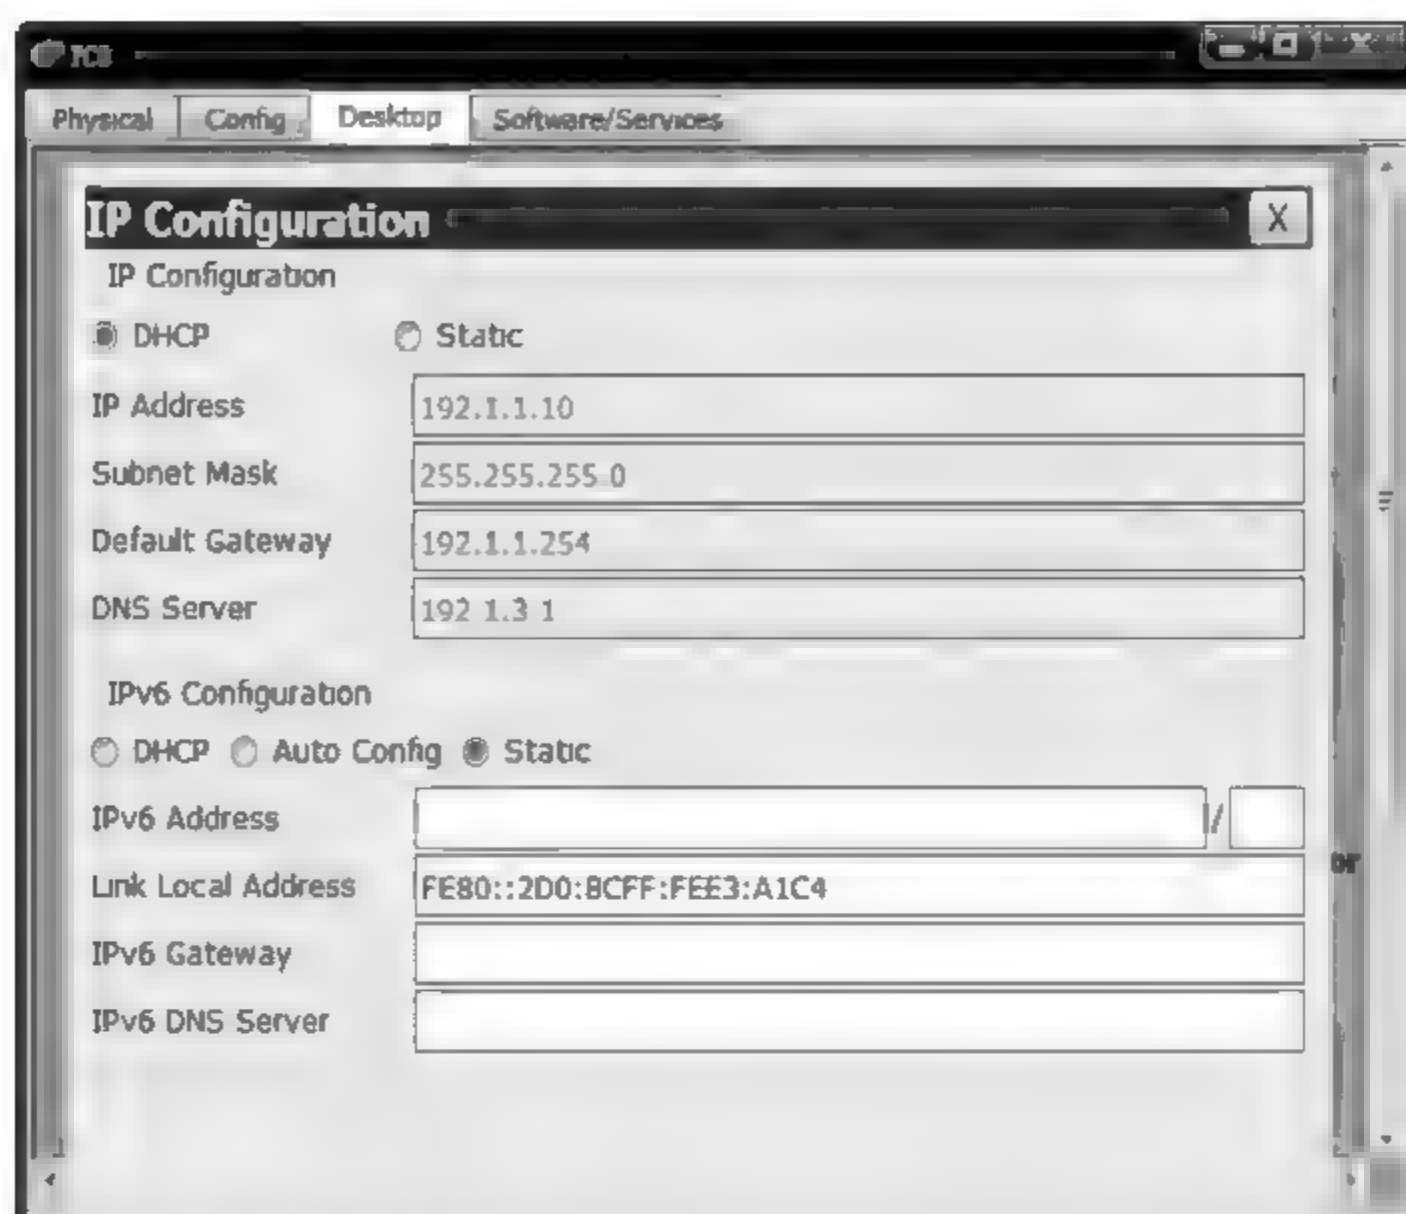 Physical Config Desktop Software/Services
IP Configuration X
IP Configuration
DHCP Static
IP Address 192.1.1.10
Subnet Mask 255.255.255.0
Default Gateway 192.1.1.254
DNS Server 192.1.3.1
IPv6 Configuration
DHCP Auto Config Static
IPv6 Address /
Link Local Address FE80::2D0:BCFF:FEE3:A1C4
IPv6 Gateway
IPv6 DNS Server